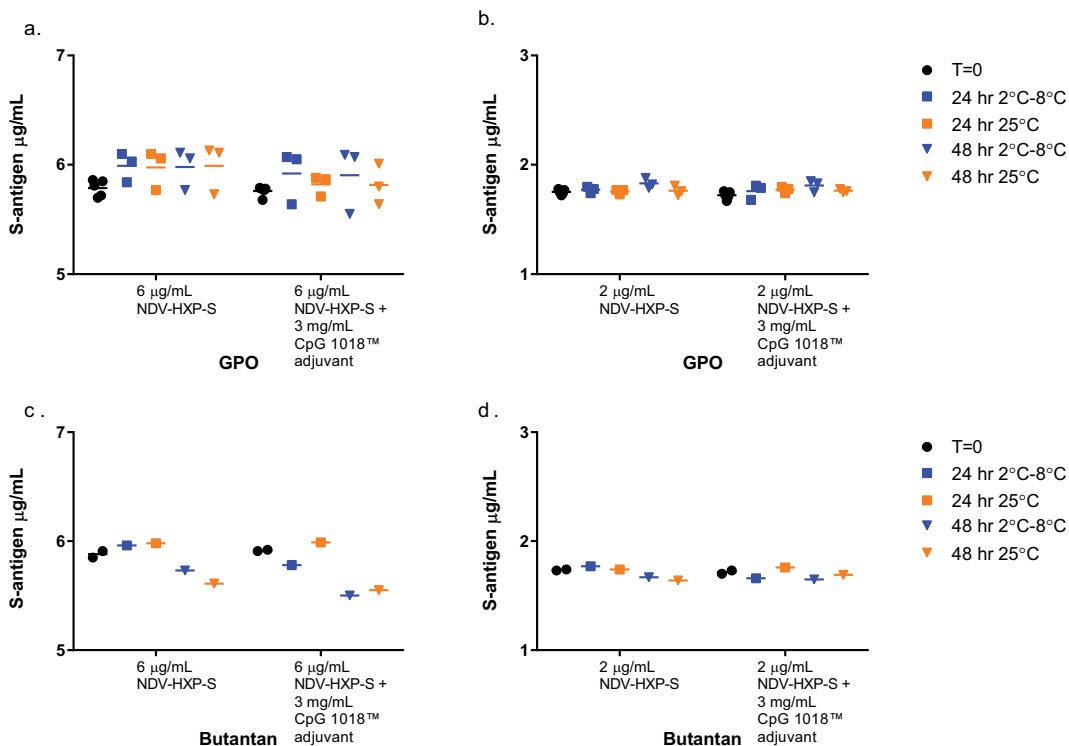 a.
7
6
5
S-antigen μg/mL
6 μg/mL
NDV-HXP-S
6 μg/mL
NDV-HXP-S +
3 mg/mL
CpG 1018™
adjuvant
GPO
b.
3
2
1
S-antigen μg/mL
2 μg/mL
NDV-HXP-S
2 μg/mL
NDV-HXP-S +
3 mg/mL
CpG 1018™
adjuvant
GPO
T=0
24 hr 2°C-8°C
24 hr 25°C
48 hr 2°C-8°C
48 hr 25°C
c .
7
6
5
S-antigen μg/mL
6 μg/mL
NDV-HXP-S
6 μg/mL
NDV-HXP-S +
3 mg/mL
CpG 1018™
adjuvant
Butantan
d .
3
2
1
S-antigen μg/mL
2 μg/mL
NDV-HXP-S
2 μg/mL
NDV-HXP-S +
3 mg/mL
CpG 1018™
adjuvant
Butantan
T=0
24 hr 2°C-8°C
24 hr 25°C
48 hr 2°C-8°C
48 hr 25°C